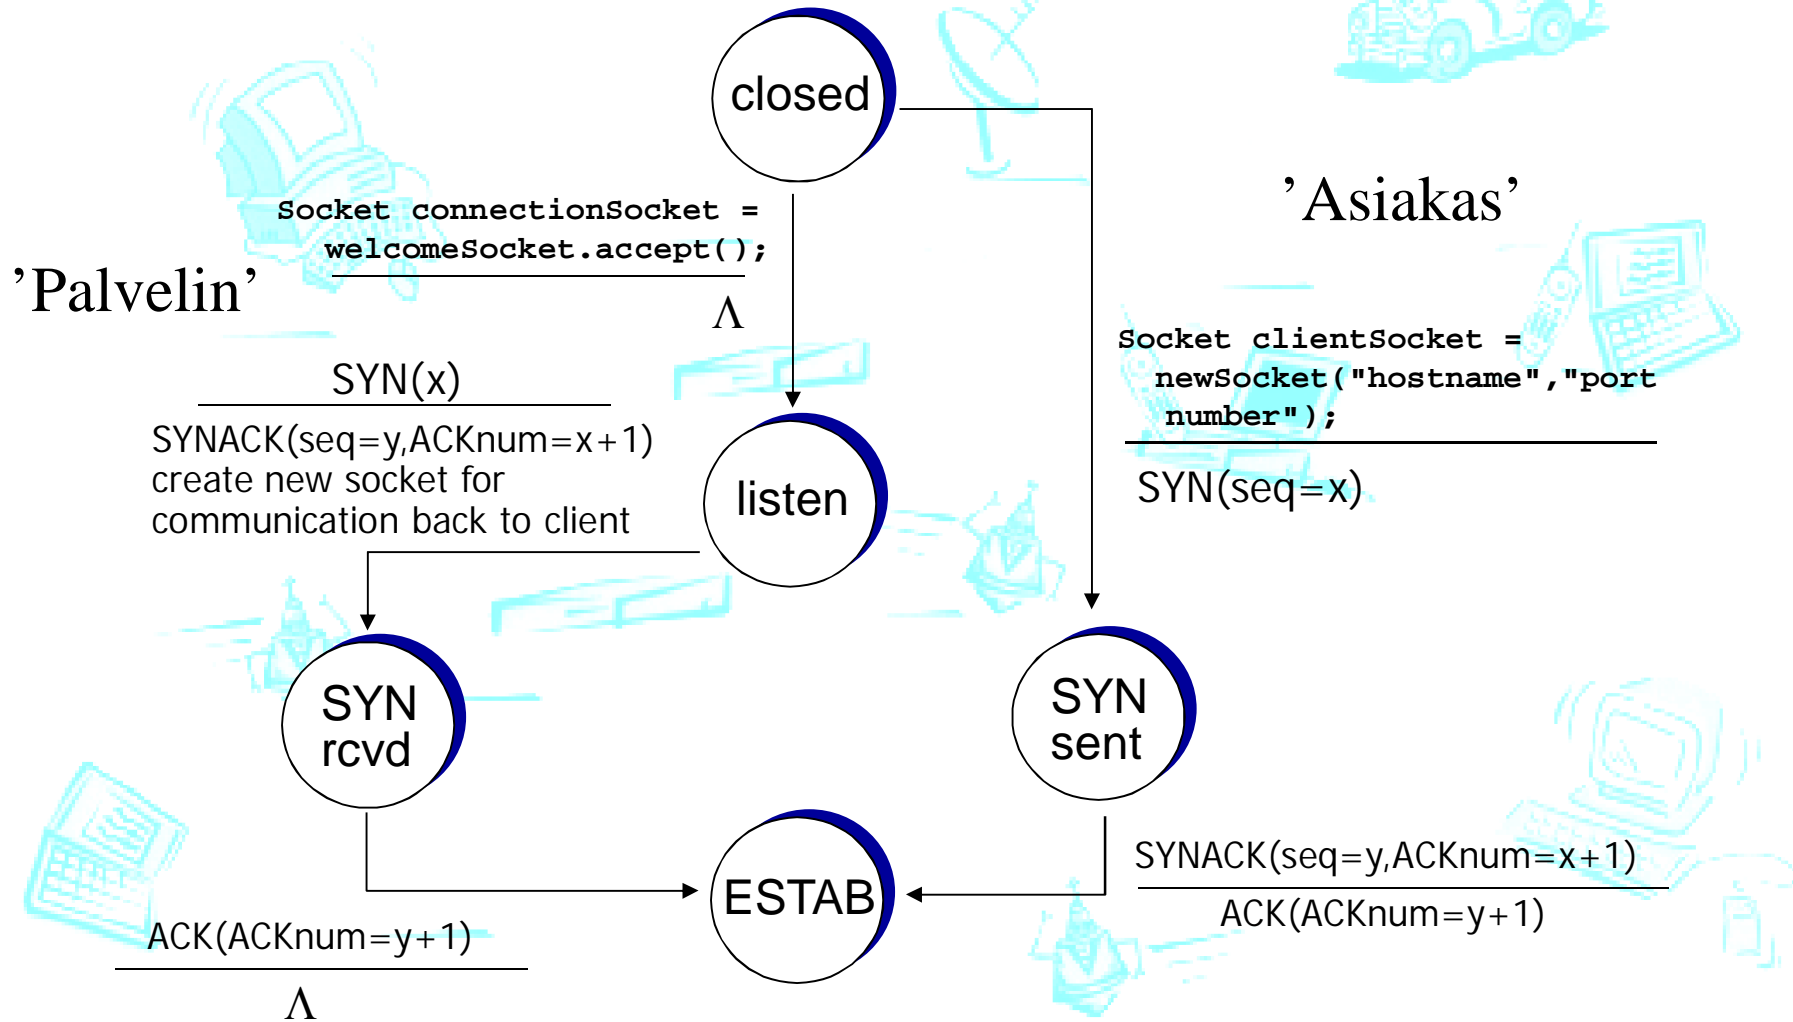 closed
’Asiakas’
Socket connectionSocket =
welcomeSocket.accept();
’Palvelin’
Λ
Socket clientSocket =
newSocket("hostname","port
number");
SYN(seq=x)
SYN(x)
SYNACK(seq=y,ACKnum=x+1)
create new socket for
communication back to client
listen
SYN
rcvd
SYN
sent
ESTAB
SYNACK(seq=y,ACKnum=x+1)
ACK(ACKnum=y+1)
ACK(ACKnum=y+1)
Λ